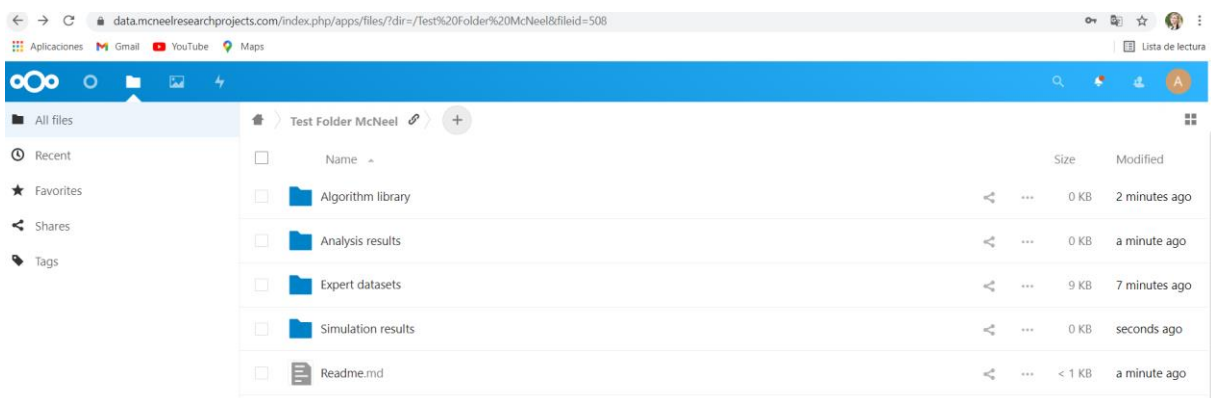 data.mcneelresearchprojects.com/index.php/apps/files/?dir=/Test%20Folder%20McNeel&fileid=508
Aplicaciones Gmail YouTube Maps Lista de lectura
A
All files Test Folder McNeel +
Recent Name Size Modified
Favorites Algorithm library 0 KB 2 minutes ago
Shares Analysis results 0 KB a minute ago
Tags Expert datasets 9 KB 7 minutes ago
Simulation results 0 KB seconds ago
Readme.md < 1 KB a minute ago